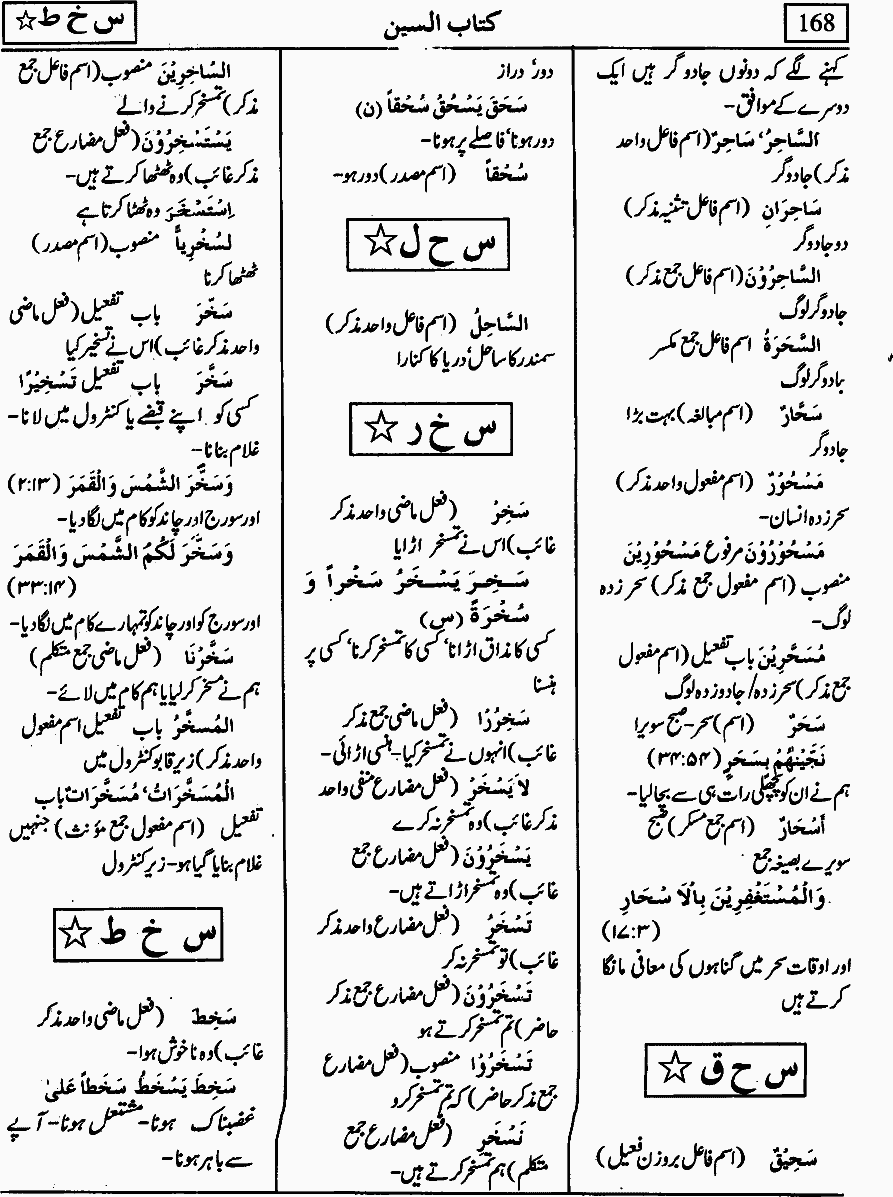 168
کتاب السین
س خ ط ☆
کہنے لگے کہ دونوں جادوگر ہیں ایک
دوسرے کے موافق-
السَّاحِرُ، سَاحِرٌ (اسم فاعل واحد
مذکر) جادوگر
سَاحِرَانِ (اسم فاعل تثنیہ مذکر)
دو جادوگر
السَّاحِرُوْنَ (اسم فاعل جمع مذکر)
جادوگر لوگ
السَّحَرَةُ اسم فاعل جمع مکسر
جادوگر لوگ
سَحَّارٌ (اسم مبالغہ) بہت بڑا
جادوگر
مَسْحُوْرٌ (اسم مفعول واحد مذکر)
سحر زدہ انسان-
مَسْحُوْرُوْنَ مرفوع مَسْحُوْرِيْنَ
منصوب (اسم مفعول جمع مذکر) سحر زدہ
لوگ-
مُسَحَّرِيْنَ باب تفعیل (اسم مفعول
جمع مذکر) سحر زدہ/ جادو زدہ لوگ
سَحَرٌ (اسم) سحر- صبح سویرا
نَجَّيْنٰهُمْ بِسَحَرٍ (۳۴:۵۴)
ہم نے ان کو پچھلی رات ہی سے بچا لیا-
أَسْحَارٌ (اسم جمع مکسر) صبح
سویرے بصیغہ جمع
وَالْمُسْتَغْفِرِيْنَ بِالْاَ سْحَارِ
(۱۷:۳)
اور اوقات سحر میں گناہوں کی معافی مانگا
کرتے ہیں
س ح ق ☆
سَحِيْقٌ (اسم فاعل بروزن فعیل)
دور، دراز
سَحَقَ يَسْحُقُ سُحْقاً (ن)
دور ہونا، فاصلے پر ہونا-
سُحْقاً (اسم مصدر) دور ہو-
س ح ل ☆
السَّاحِلُ (اسم فاعل واحد مذکر)
سمندر کا ساحل، دریا کا کنارا
س خ ر ☆
سَخِرَ (فعل ماضی واحد مذکر
غائب) اس نے تمسخر اڑایا
سَخِرَ يَسْخَرُ سَخْراً وَ
سُخْرَةً (س)
کسی کا مذاق اڑانا، کسی کا تمسخر کرنا، کسی پر
ہنسنا
سَخِرُوْا (فعل ماضی جمع مذکر
غائب) انہوں نے تمسخر کیا- ہنسی اڑائی-
لَا يَسْخَرْ (فعل مضارع منفی واحد
مذکر غائب) وہ تمسخر نہ کرے
يَسْخَرُوْنَ (فعل مضارع جمع
غائب) وہ تمسخر اڑاتے ہیں-
تَسْخَرُ (فعل مضارع واحد مذکر
غائب) تو تمسخر نہ کر
تَسْخَرُوْنَ (فعل مضارع جمع مذکر
حاضر) تم تمسخر کرتے ہو
تَسْخَرُوْا منصوب (فعل مضارع
جمع مذکر حاضر) کہ تم تمسخر کرو
نَسْخَرُ (فعل مضارع جمع
متکلم) ہم تمسخر کرتے ہیں-
السَّاخِرِيْنَ منصوب (اسم فاعل جمع
مذکر) تمسخر کرنے والے
يَسْتَسْخِرُوْنَ (فعل مضارع جمع
مذکر غائب) وہ ٹھٹھا کرتے ہیں-
اِسْتَسْخَرَ وہ ٹھٹا کرتا ہے
سُخْرِيّاً منصوب (اسم مصدر)
ٹھٹھا کرنا
سَخَّرَ باب تفعیل (فعل ماضی
واحد مذکر غائب) اس نے تسخیر کیا
سَخَّرَ باب تفعیل تَسْخِيْرًا
کسی کو اپنے قبضے یا کنٹرول میں لانا-
غلام بنانا-
وَسَخَّرَ الشَّمْسَ وَالْقَمَرَ (۲:۱۳)
اور سورج اور چاند کو کام میں لگا دیا-
وَسَخَّرَ لَكُمُ الشَّمْسَ وَالْقَمَرَ
(۳۳:۱۴)
اور سورج کو اور چاند کو تمہارے کام میں لگا دیا-
سَخَّرْنَا (فعل ماضی جمع متکلم)
ہم نے مسخر کر لیا یا ہم کام میں لائے-
المُسخَّرُ باب تفعیل اسم مفعول
واحد مذکر) زیر قابو کنٹرول میں
الْمُسَخَّرَاتُ، مُسَخَّرَات باب
تفعیل (اسم مفعول جمع مؤنث) جنہیں
غلام بنایا گیا ہو- زیر کنٹرول
س خ ط ☆
سَخِطَ (فعل ماضی واحد مذکر
غائب) وہ ناخوش ہوا-
سَخِطَ يَسْخَطُ سَخَطاً عَلىٰ
غضبناک ہونا- مشتعل ہونا- آپے
سے باہر ہونا-